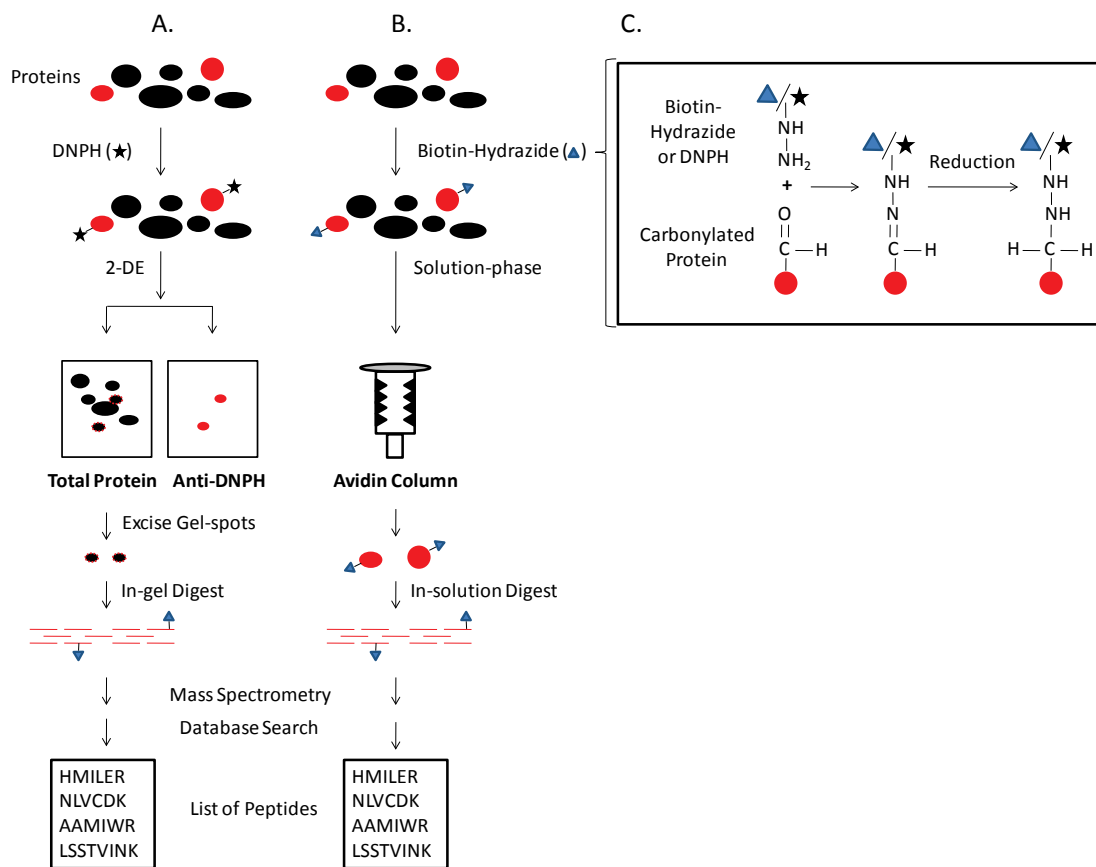 A.
B.
C.
Proteins
DNPH (★)
Biotin-Hydrazide (▲)
2-DE
Solution-phase
Total Protein
Anti-DNPH
Avidin Column
Excise Gel-spots
In-gel Digest
In-solution Digest
Mass Spectrometry
Database Search
HMILER
NLVCDK
AAMIWR
LSSTVINK
List of Peptides
HMILER
NLVCDK
AAMIWR
LSSTVINK
Biotin-
Hydrazide
or DNPH
Carbonylated
Protein
NH
NH2
+
O
C
H
NH
N
C
H
Reduction
NH
NH
H
C
H